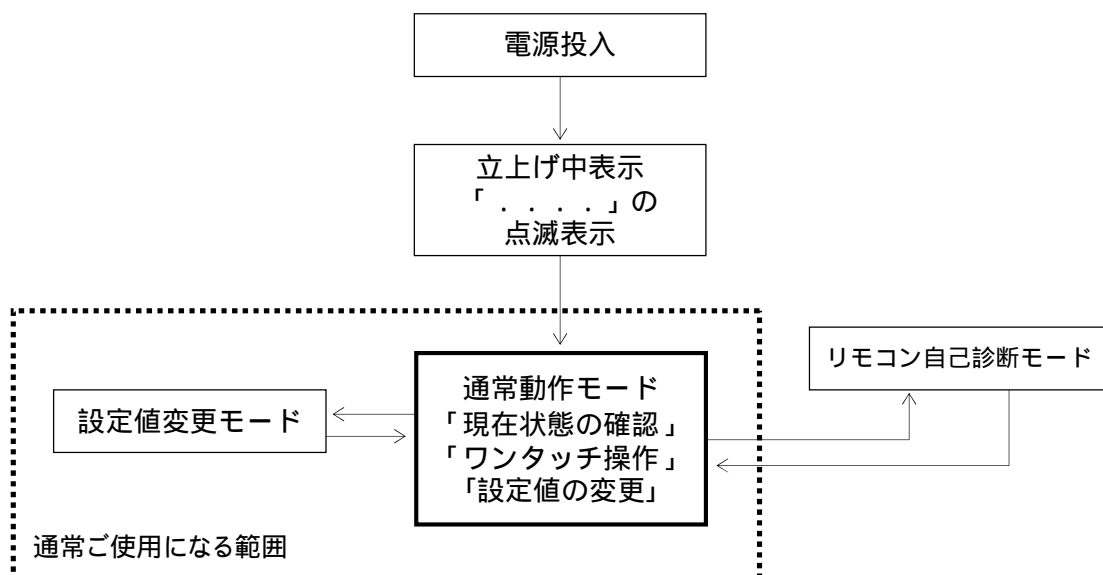 電源投入
立上げ中表示
「．．．．」の
点滅表示
リモコン自己診断モード
通常動作モード
「現在状態の確認」
「ワンタッチ操作」
「設定値の変更」
設定値変更モード
通常ご使用になる範囲